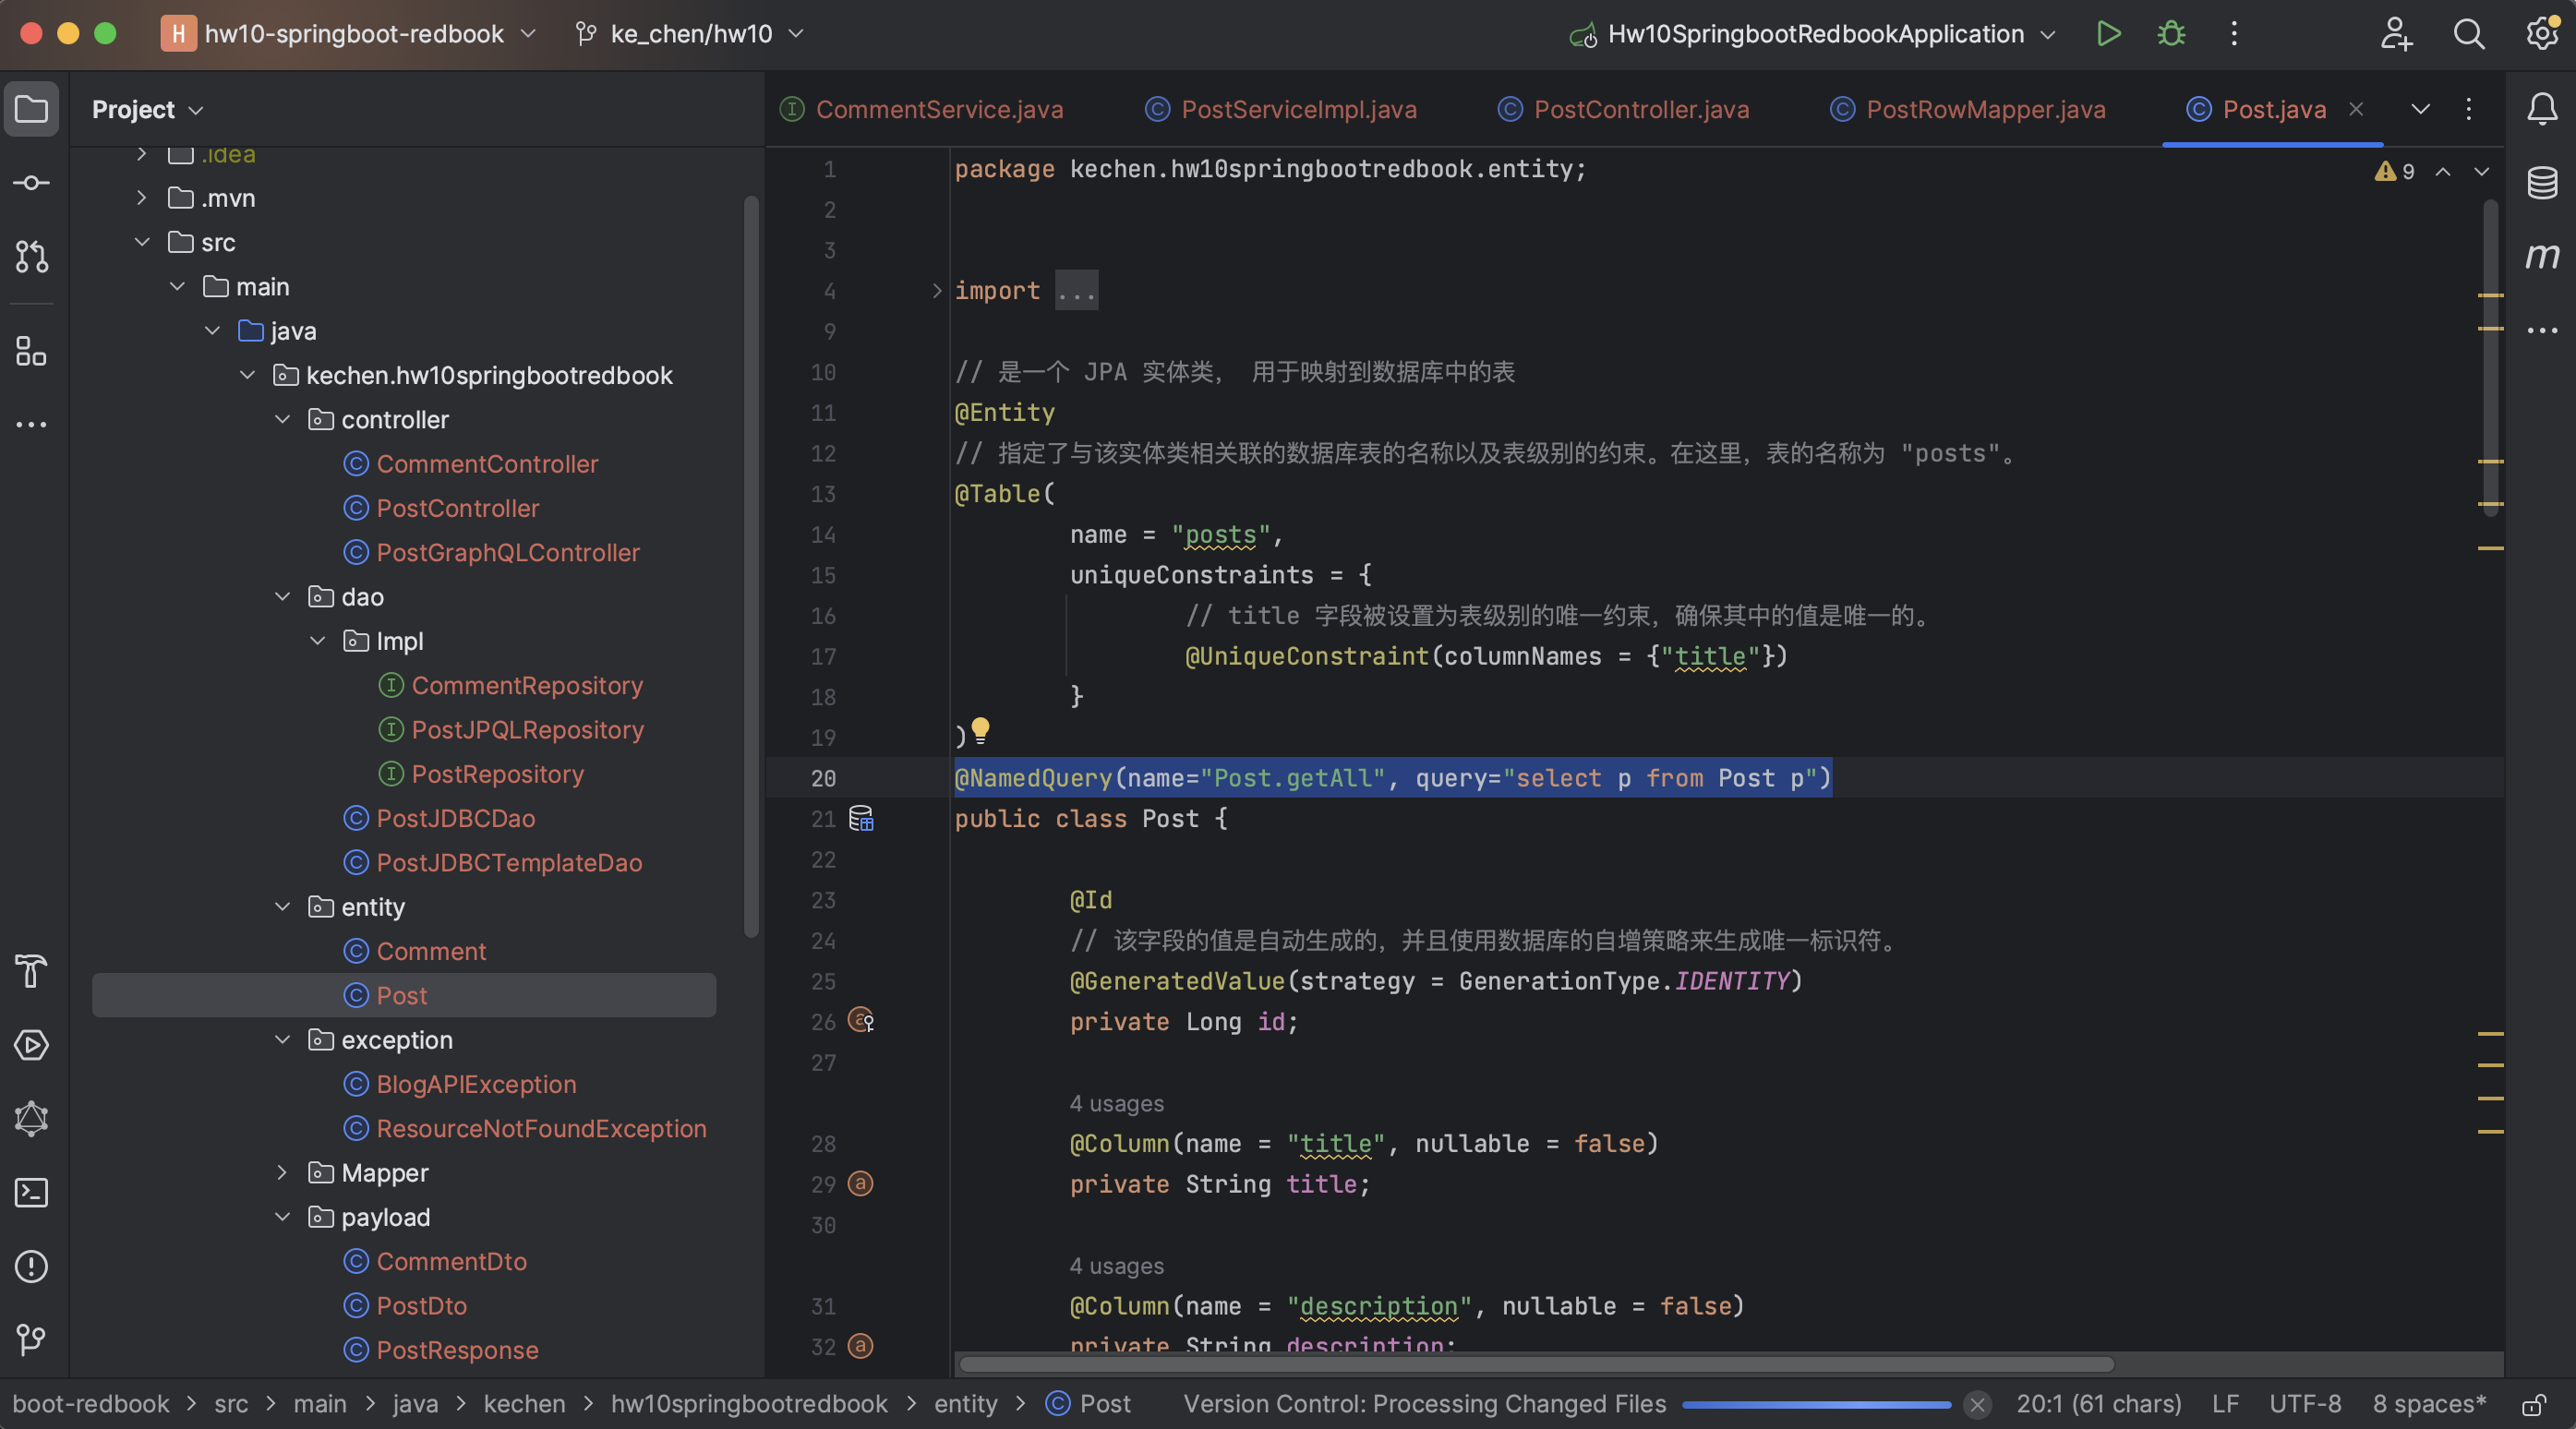 H hw10-springboot-redbook ke_chen/hw10 Hw10SpringbootRedbookApplication
Project
CommentService.java PostServiceImpl.java PostController.java PostRowMapper.java Post.java
.idea
.mvn
src
main
java
kechen.hw10springbootredbook
controller
CommentController
PostController
PostGraphQLController
dao
Impl
CommentRepository
PostJPQLRepository
PostRepository
PostJDBCDao
PostJDBCTemplateDao
entity
Comment
Post
exception
BlogAPIException
ResourceNotFoundException
Mapper
payload
CommentDto
PostDto
PostResponse
9
1 package kechen.hw10springbootredbook.entity;
2
3
4 import ...
9
10 // 是一个 JPA 实体类， 用于映射到数据库中的表
11 @Entity
12 // 指定了与该实体类相关联的数据库表的名称以及表级别的约束。在这里，表的名称为 "posts"。
13 @Table(
14 name = "posts",
15 uniqueConstraints = {
16 // title 字段被设置为表级别的唯一约束，确保其中的值是唯一的。
17 @UniqueConstraint(columnNames = {"title"})
18 }
19 )
20 @NamedQuery(name="Post.getAll", query="select p from Post p")
21 public class Post {
22
23 @Id
24 // 该字段的值是自动生成的，并且使用数据库的自增策略来生成唯一标识符。
25 @GeneratedValue(strategy = GenerationType.IDENTITY)
26 private Long id;
27
4 usages
28 @Column(name = "title", nullable = false)
29 private String title;
30
4 usages
31 @Column(name = "description", nullable = false)
32 private String description;
boot-redbook > src > main > java > kechen > hw10springbootredbook > entity > Post Version Control: Processing Changed Files 20:1 (61 chars) LF UTF-8 8 spaces*